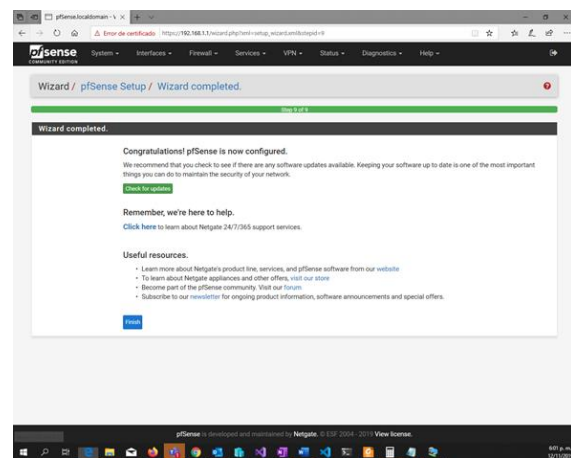 pfSense.localdomain - W
Error de certificado
https://192.168.1.1/wizard.php?xml=setup_wizard.xml&stepid=9
pfsense
COMMUNITY EDITION
System
Interfaces
Firewall
Services
VPN
Status
Diagnostics
Help
Wizard / pfSense Setup / Wizard completed.
Step 9 of 9
Wizard completed.
Congratulations! pfSense is now configured.
We recommend that you check to see if there are any software updates available. Keeping your software up to date is one of the most important
things you can do to maintain the security of your network.
Check for updates
Remember, we're here to help.
Click here to learn about Netgate 24/7/365 support services.
Useful resources.
• Learn more about Netgate's product line, services, and pfSense software from our website
• To learn about Netgate appliances and other offers, visit our store
• Become part of the pfSense community. Visit our forum
• Subscribe to our newsletter for ongoing product information, software announcements and special offers.
Finish
pfSense is developed and maintained by Netgate. © ESF 2004 - 2019 View license.
6:01 p. m.